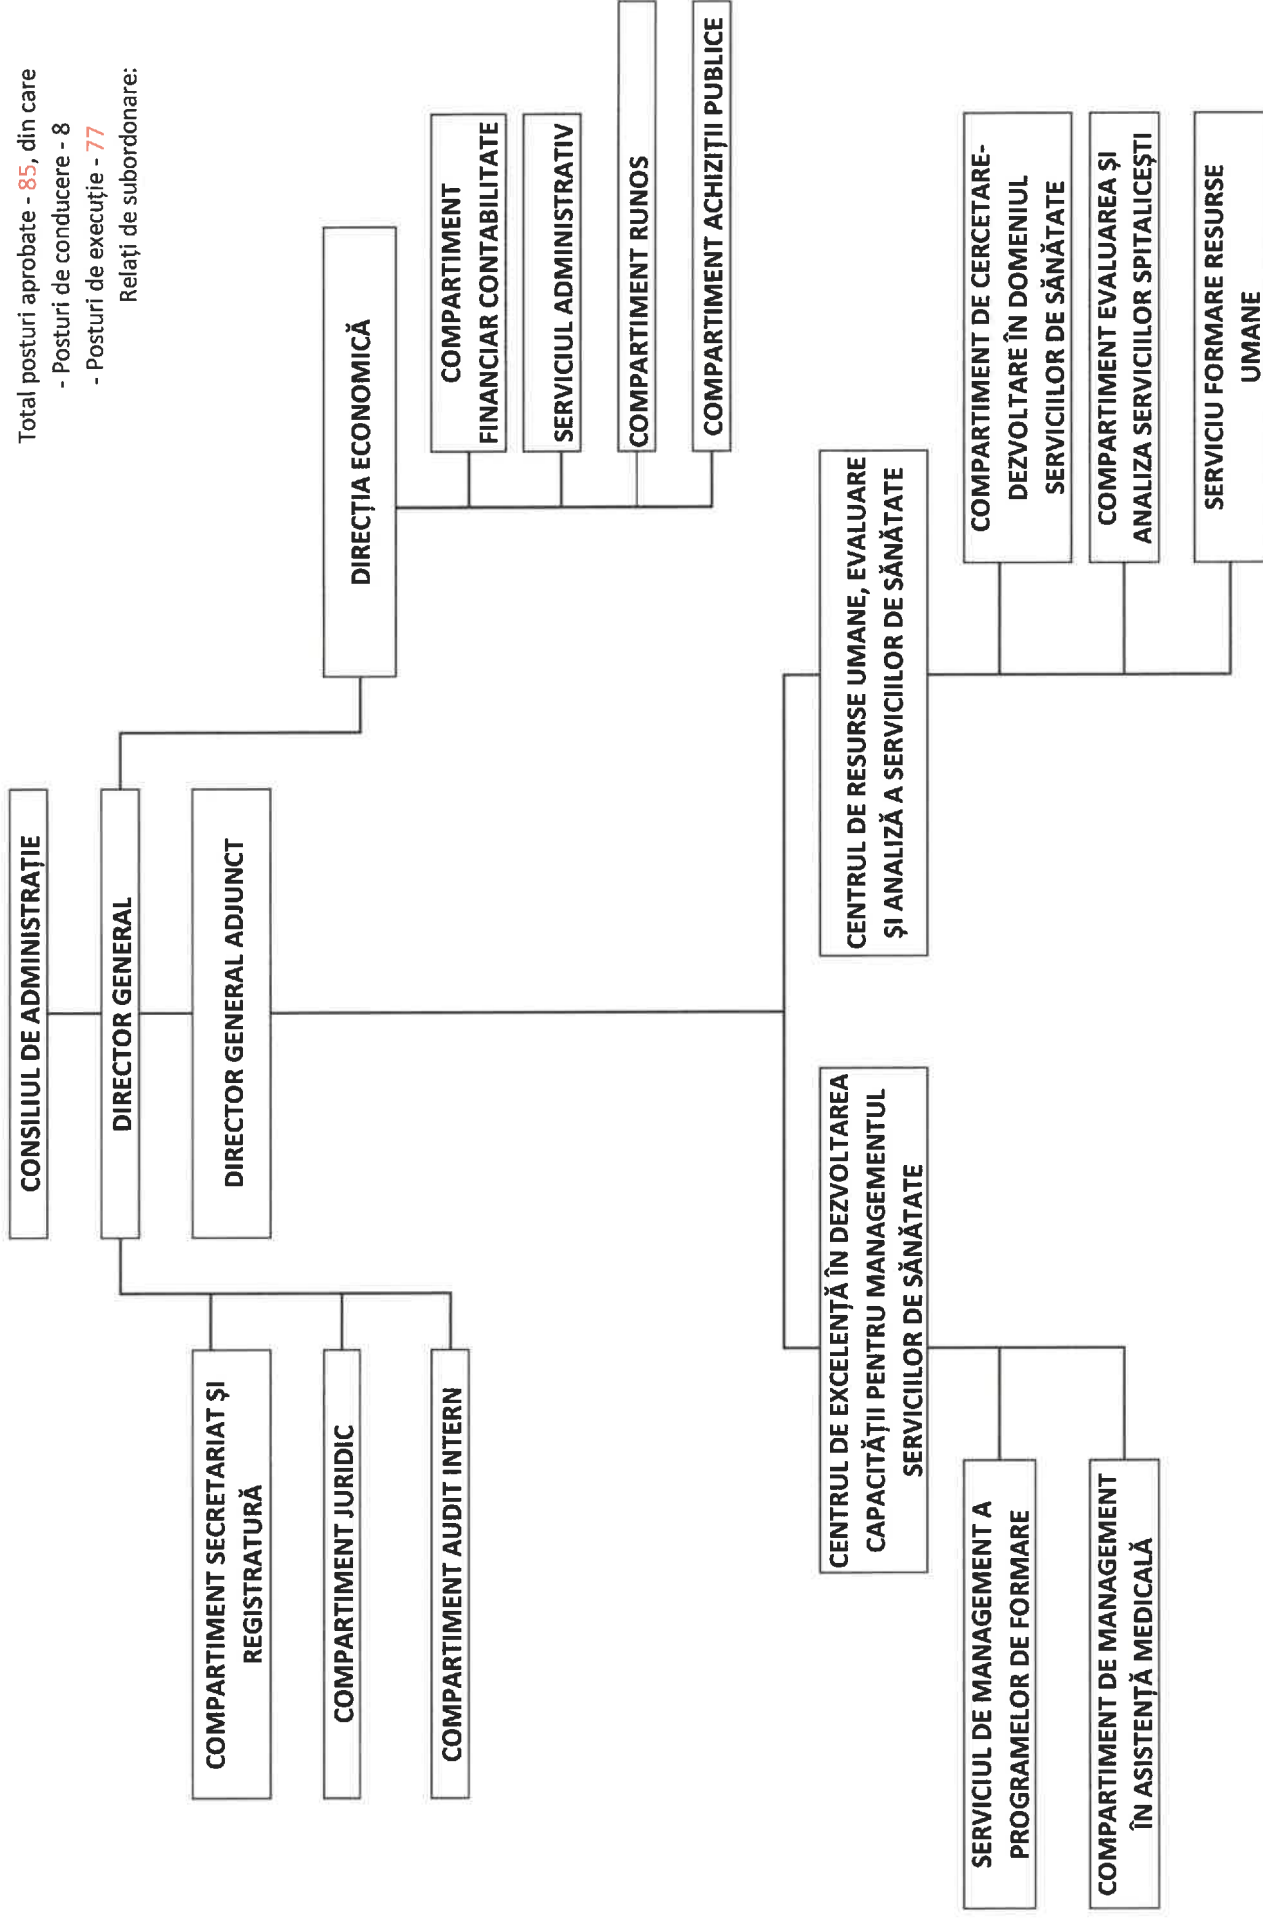 Total posturi aprobate - 85, din care
- Posturi de conducere - 8
- Posturi de execuție - 77
Relați de subordonare:
CONSILIUL DE ADMINISTRAȚIE
DIRECTOR GENERAL
DIRECTOR GENERAL ADJUNCT
COMPARTIMENT SECRETARIAT ȘI
REGISTRATURĂ
COMPARTIMENT JURIDIC
COMPARTIMENT AUDIT INTERN
DIRECȚIA ECONOMICĂ
COMPARTIMENT
FINANCIAR CONTABILITATE
SERVICIUL ADMINISTRATIV
COMPARTIMENT RUNOS
COMPARTIMENT ACHIZIȚII PUBLICE
CENTRUL DE EXCELENȚĂ ÎN DEZVOLTAREA
CAPACITĂȚII PENTRU MANAGEMENTUL
SERVICIILOR DE SĂNĂTATE
SERVICIUL DE MANAGEMENT A
PROGRAMELOR DE FORMARE
COMPARTIMENT DE MANAGEMENT
ÎN ASISTENȚĂ MEDICALĂ
CENTRUL DE RESURSE UMANE, EVALUARE
ȘI ANALIZĂ A SERVICIILOR DE SĂNĂTATE
COMPARTIMENT DE CERCETARE-
DEZVOLTARE ÎN DOMENIUL
SERVICIILOR DE SĂNĂTATE
COMPARTIMENT EVALUAREA ȘI
ANALIZA SERVICIILOR SPITALICEȘTI
SERVICIU FORMARE RESURSE
UMANE